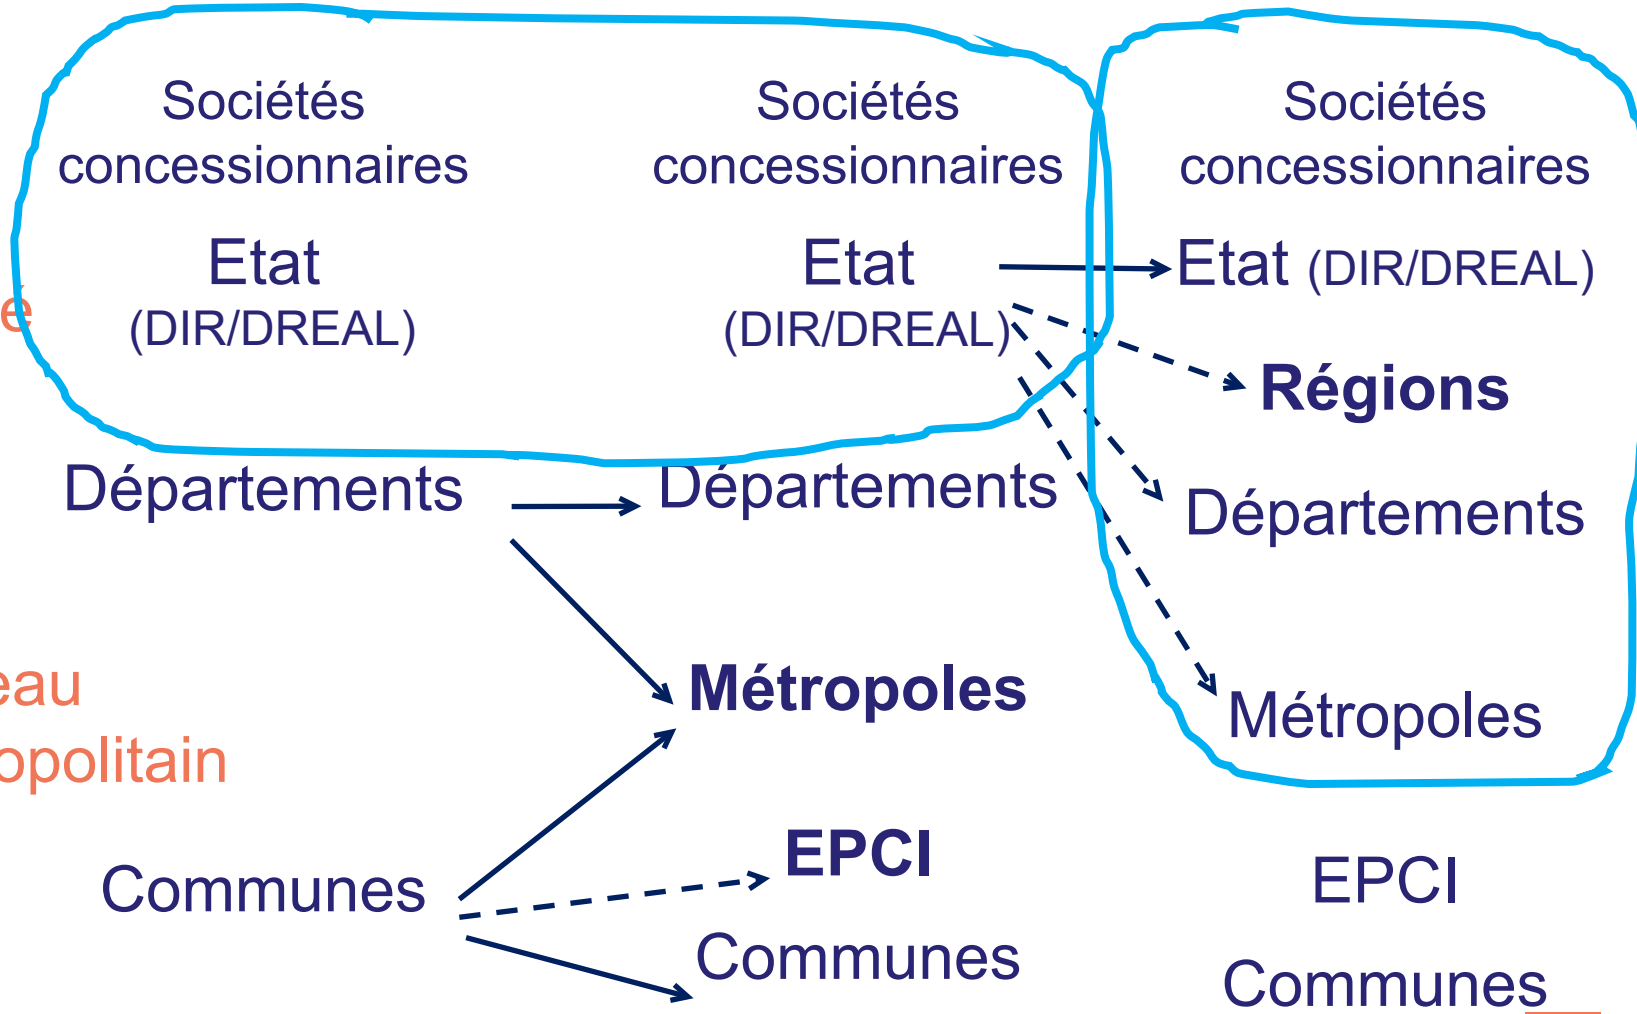 Sociétés
concessionnaires
Etat
(DIR/DREAL)
Départements
Communes
Sociétés
concessionnaires
Etat
(DIR/DREAL)
Départements
Métropoles
EPCI
Communes
Sociétés
concessionnaires
Etat (DIR/DREAL)
Régions
Départements
Métropoles
EPCI
Communes